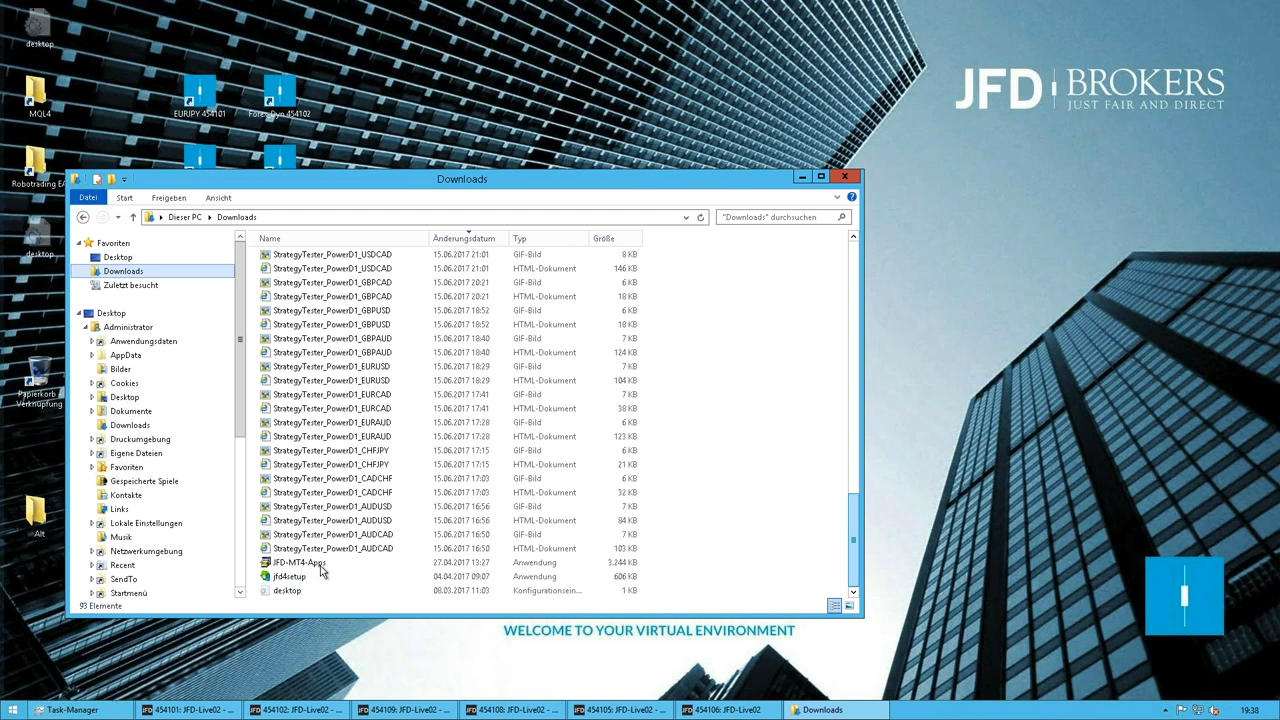 desktop
MQL4
EURJPY 454101
Forex Dyn 454102
Robotrading EA
desktop
Papierkorb -
Verknüpfung
Alt
JFD BROKERS
JUST FAIR AND DIRECT
Downloads
Datei Start Freigeben Ansicht
Dieser PC Downloads
"Downloads" durchsuchen
Favoriten
Desktop
Downloads
Zuletzt besucht
Desktop
Administrator
Anwendungsdaten
AppData
Bilder
Cookies
Desktop
Dokumente
Downloads
Druckumgebung
Eigene Dateien
Favoriten
Gespeicherte Spiele
Kontakte
Links
Lokale Einstellungen
Musik
Netzwerkumgebung
Recent
SendTo
Startmenü
Name Änderungsdatum Typ Größe
StrategyTester_PowerD1_USDCAD 15.06.2017 21:01 GIF-Bild 8 KB
StrategyTester_PowerD1_USDCAD 15.06.2017 21:01 HTML-Dokument 146 KB
StrategyTester_PowerD1_GBPCAD 15.06.2017 20:21 GIF-Bild 6 KB
StrategyTester_PowerD1_GBPCAD 15.06.2017 20:21 HTML-Dokument 18 KB
StrategyTester_PowerD1_GBPUSD 15.06.2017 18:52 GIF-Bild 6 KB
StrategyTester_PowerD1_GBPUSD 15.06.2017 18:52 HTML-Dokument 18 KB
StrategyTester_PowerD1_GBPAUD 15.06.2017 18:40 GIF-Bild 7 KB
StrategyTester_PowerD1_GBPAUD 15.06.2017 18:40 HTML-Dokument 124 KB
StrategyTester_PowerD1_EURUSD 15.06.2017 18:29 GIF-Bild 7 KB
StrategyTester_PowerD1_EURUSD 15.06.2017 18:29 HTML-Dokument 104 KB
StrategyTester_PowerD1_EURCAD 15.06.2017 17:41 GIF-Bild 7 KB
StrategyTester_PowerD1_EURCAD 15.06.2017 17:41 HTML-Dokument 38 KB
StrategyTester_PowerD1_EURAUD 15.06.2017 17:28 GIF-Bild 6 KB
StrategyTester_PowerD1_EURAUD 15.06.2017 17:28 HTML-Dokument 123 KB
StrategyTester_PowerD1_CHFJPY 15.06.2017 17:15 GIF-Bild 6 KB
StrategyTester_PowerD1_CHFJPY 15.06.2017 17:15 HTML-Dokument 21 KB
StrategyTester_PowerD1_CADCHF 15.06.2017 17:03 GIF-Bild 6 KB
StrategyTester_PowerD1_CADCHF 15.06.2017 17:03 HTML-Dokument 32 KB
StrategyTester_PowerD1_AUDUSD 15.06.2017 16:56 GIF-Bild 7 KB
StrategyTester_PowerD1_AUDUSD 15.06.2017 16:56 HTML-Dokument 84 KB
StrategyTester_PowerD1_AUDCAD 15.06.2017 16:50 GIF-Bild 7 KB
StrategyTester_PowerD1_AUDCAD 15.06.2017 16:50 HTML-Dokument 103 KB
JFD-MT4-Apps 27.04.2017 13:27 Anwendung 3.244 KB
jfd4setup 04.04.2017 09:07 Anwendung 606 KB
desktop 08.03.2017 11:03 Konfigurationsein... 1 KB
93 Elemente
WELCOME TO YOUR VIRTUAL ENVIRONMENT
Task-Manager
JFD 454101: JFD-Live02 - ...
JFD 454102: JFD-Live02 - ...
JFD 454109: JFD-Live02 - ...
JFD 454108: JFD-Live02 - ...
JFD 454105: JFD-Live02 - ...
JFD 454106: JFD-Live02
Downloads
19:38